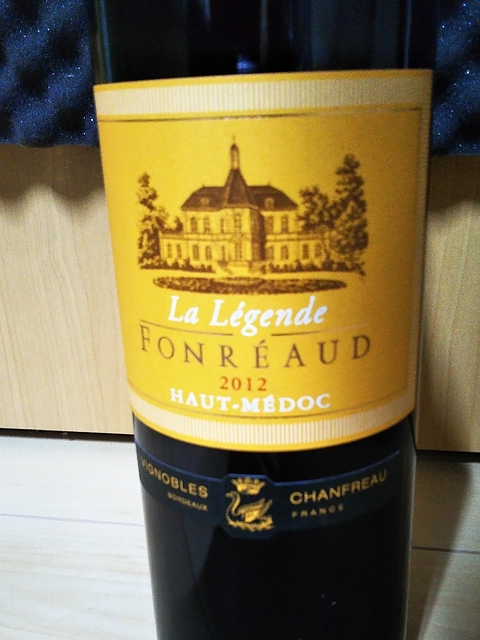 La Légende
FONRÉAUD
2012
HAUT-MÉDOC
VIGNOBLES
BORDEAUX
CHANFREAU
FRANCE